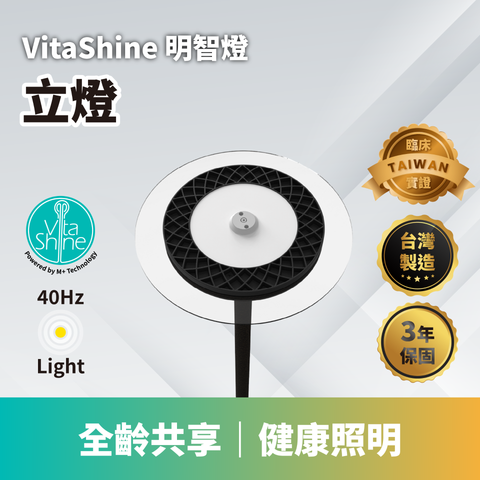 VitaShine 明智燈
立燈
Vita
Shine
Powered by M+ Technology
40Hz
Light
臨床
TAIWAN
實證
台灣
製造
3年
保固
全齡共享｜健康照明